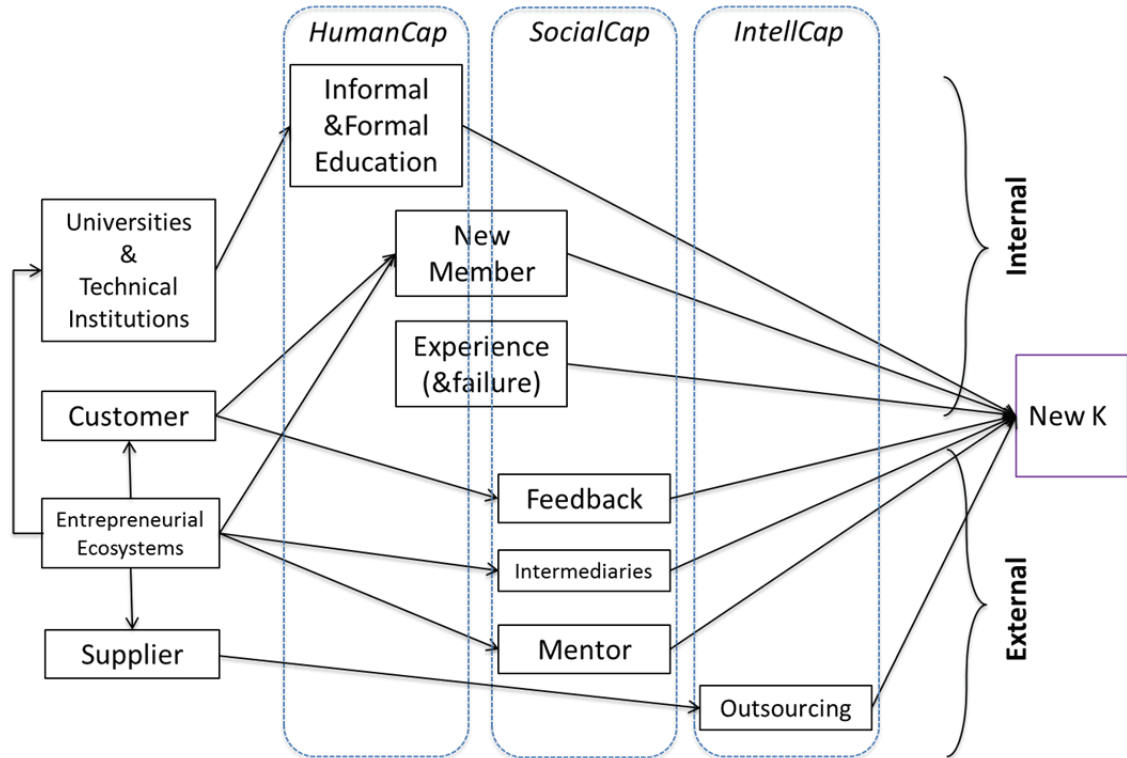 HumanCap
SocialCap
IntellCap
Informal
&Formal
Education
Universities
&
Technical
Institutions
New
Member
Experience
(&failure)
Internal
Customer
New K
Feedback
Entrepreneurial
Ecosystems
Intermediaries
External
Supplier
Mentor
Outsourcing